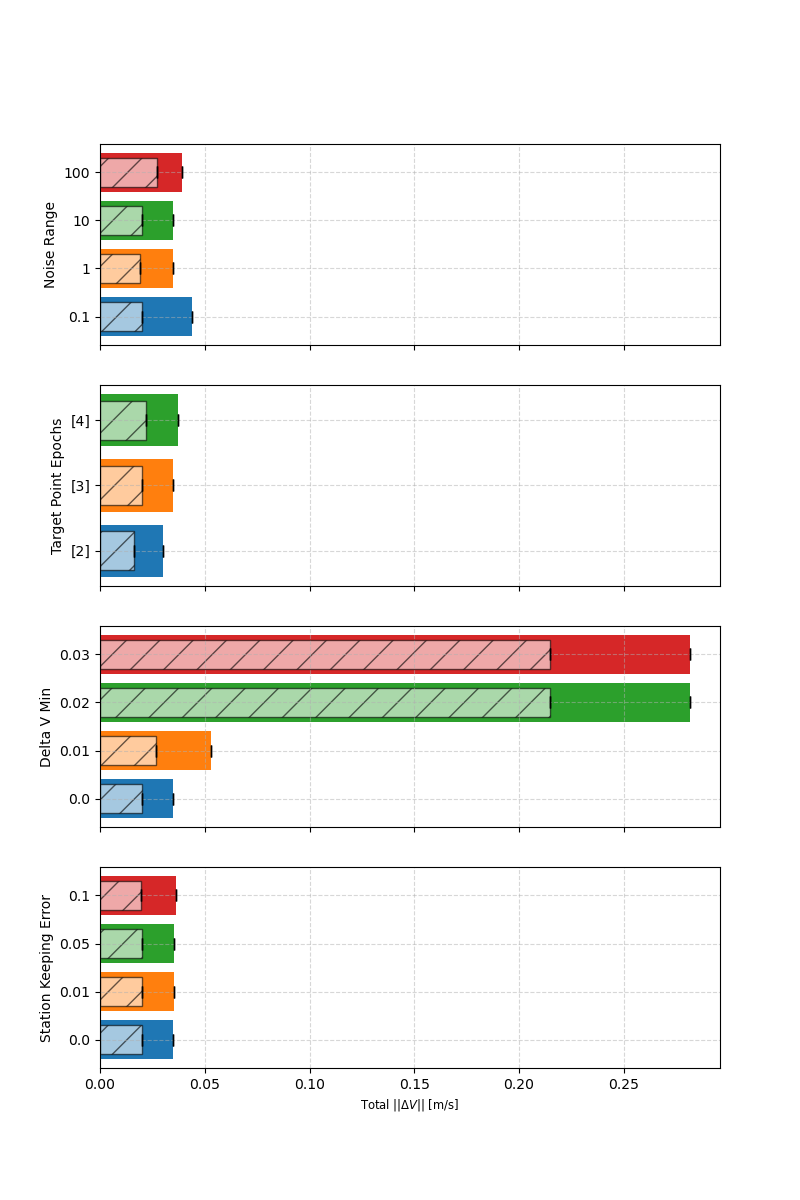 Noise Range
100
10
1
0.1
Target Point Epochs
[4]
[3]
[2]
Delta V Min
0.03
0.02
0.01
0.0
Station Keeping Error
0.1
0.05
0.01
0.0
0.00 0.05 0.10 0.15 0.20 0.25
Total ||ΔV|| [m/s]